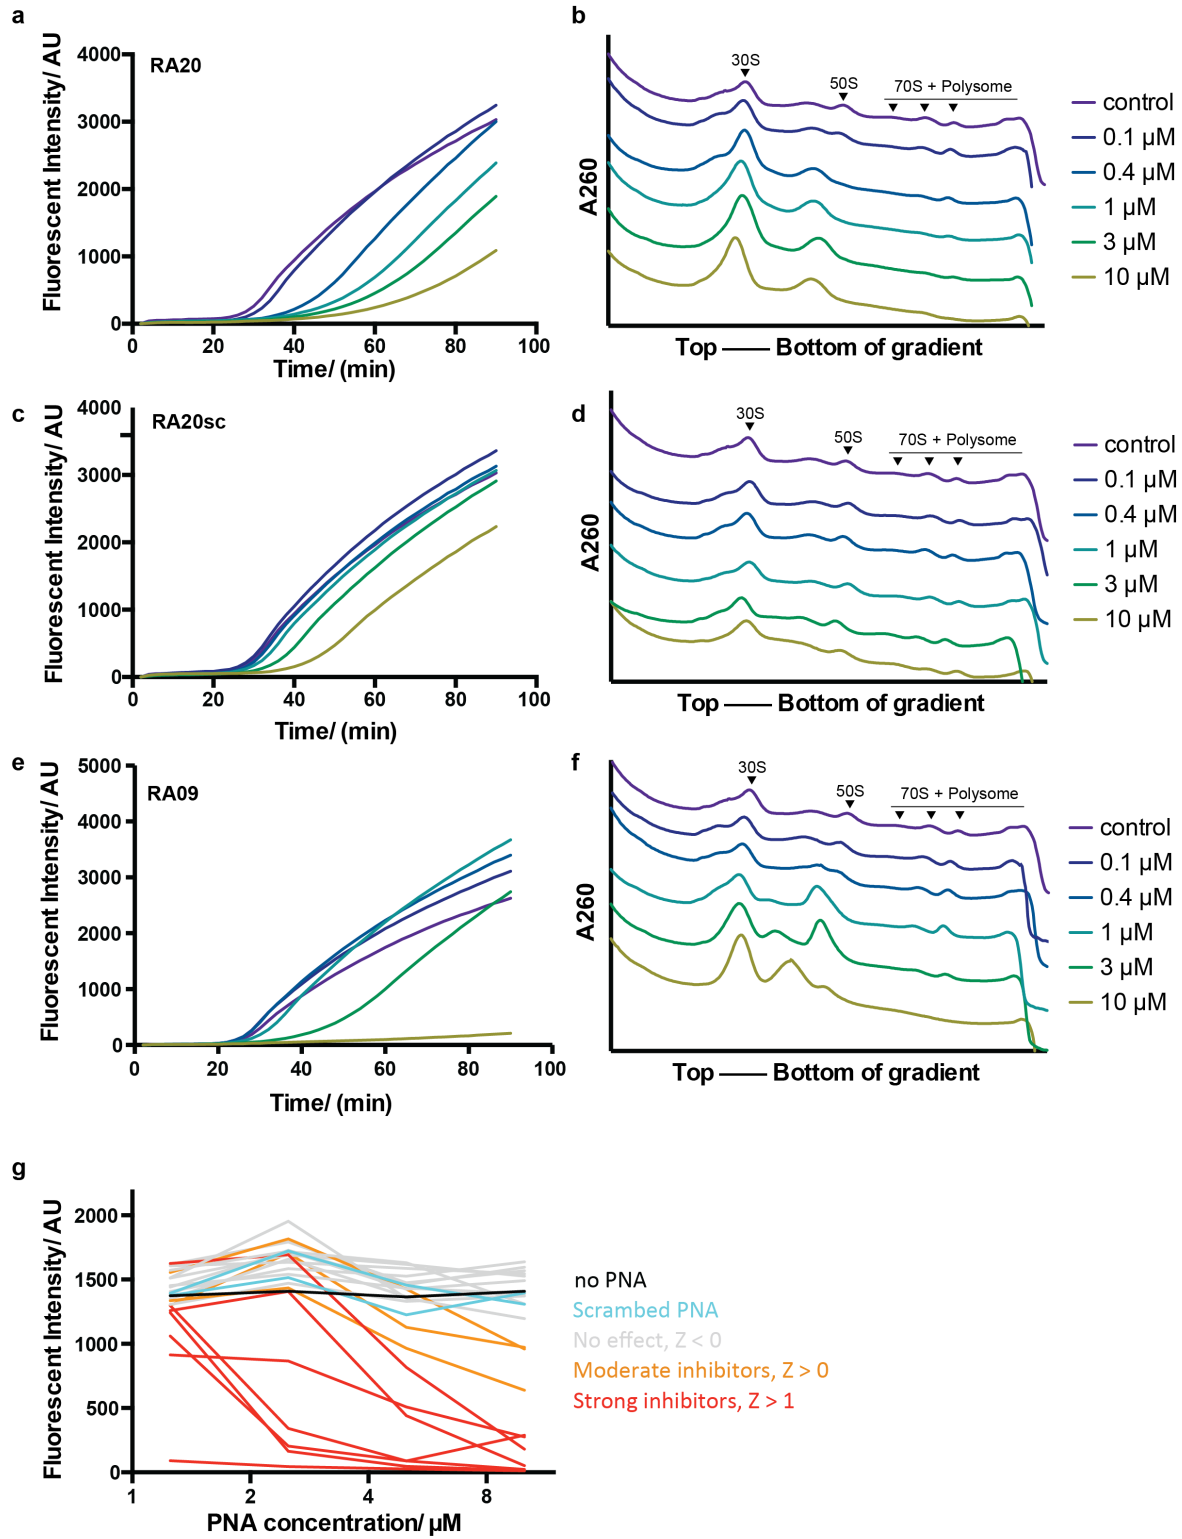 a
RA20
Fluorescent Intensity/ AU
4000
3000
2000
1000
0
0 20 40 60 80 100
Time/ (min)
b
A260
30S
50S
70S + Polysome
Top Bottom of gradient
control
0.1 µM
0.4 µM
1 µM
3 µM
10 µM
c
RA20sc
Fluorescent Intensity/ AU
4000
3000
2000
1000
0
0 20 40 60 80 100
Time/ (min)
d
A260
30S
50S
70S + Polysome
Top Bottom of gradient
control
0.1 µM
0.4 µM
1 µM
3 µM
10 µM
e
RA09
Fluorescent Intensity/ AU
5000
4000
3000
2000
1000
0
0 20 40 60 80 100
Time/ (min)
f
A260
30S
50S
70S + Polysome
Top Bottom of gradient
control
0.1 µM
0.4 µM
1 µM
3 µM
10 µM
g
Fluorescent Intensity/ AU
2000
1500
1000
500
0
1 2 4 8
PNA concentration/ µM
no PNA
Scrambed PNA
No effect, Z < 0
Moderate inhibitors, Z > 0
Strong inhibitors, Z > 1